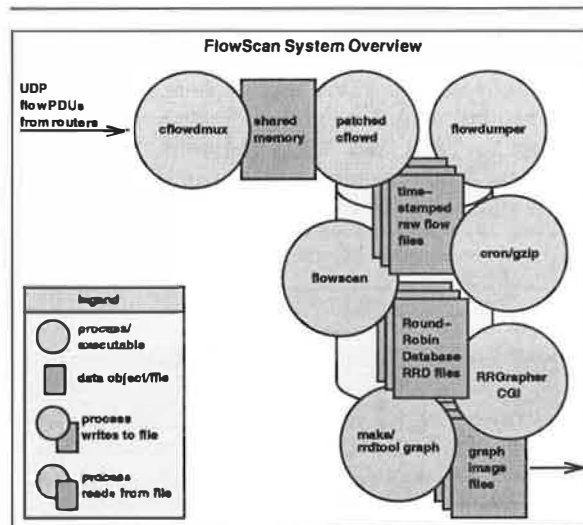 FlowScan System Overview
UDP
flowPDUs
from routers
cflowdmux
shared
memory
patched
cflowd
flowdumper
time-
stamped
raw flow
files
flowscan
cron/gzip
Round-
Robin
Database
RRD files
RRGrapher
CGI
make/
rrdtool graph
graph
image
files
legend
process/
executable
data object/file
process
writes to file
process
reads from file